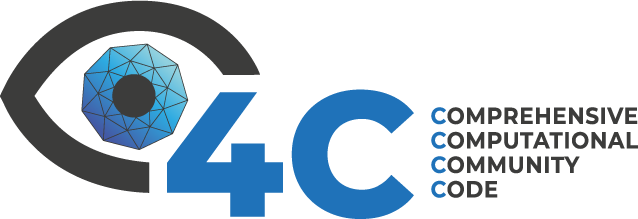 4C
COMPREHENSIVE
COMPUTATIONAL
COMMUNITY
CODE